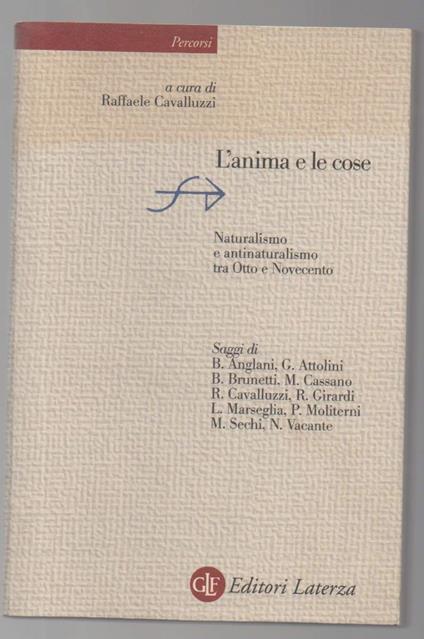 Percorsi
a cura di
Raffaele Cavalluzzi
L'anima e le cose
Naturalismo
e antinaturalismo
tra Otto e Novecento
Saggi di
B. Anglani, G. Attolini
B. Brunetti, M. Cassano
R. Cavalluzzi, R. Girardi
L. Marseglia, P. Moliterni
M. Sechi, N. Vacante
GLF Editori Laterza